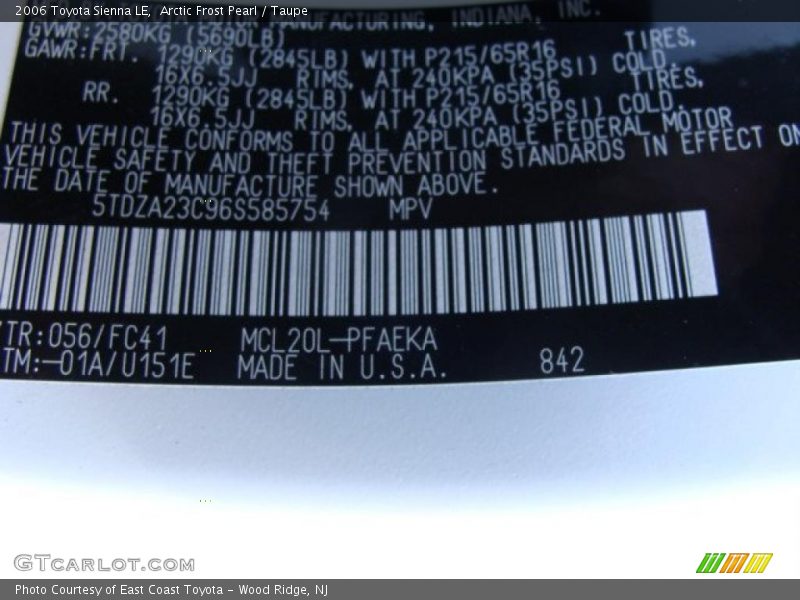 2006 Toyota Sienna LE, Arctic Frost Pearl / Taupe
MANUFACTURING, INDIANA, INC.
GVWR:2580KG (5690LB)
GAWR:FRT. 1290KG (2845LB) WITH P215/65R16 TIRES,
16X6.5JJ RIMS, AT 240KPA (35PSI) COLD.
RR. 1290KG (2845LB) WITH P215/65R16 TIRES,
16X6.5JJ RIMS, AT 240KPA (35PSI) COLD.
THIS VEHICLE CONFORMS TO ALL APPLICABLE FEDERAL MOTOR
VEHICLE SAFETY AND THEFT PREVENTION STANDARDS IN EFFECT ON
THE DATE OF MANUFACTURE SHOWN ABOVE.
5TDZA23C96S585754 MPV
/TR:056/FC41 MCL20L-PFAEKA
TM:-01A/U151E MADE IN U.S.A. 842
GTCARLOT.COM
Photo Courtesy of East Coast Toyota - Wood Ridge, NJ